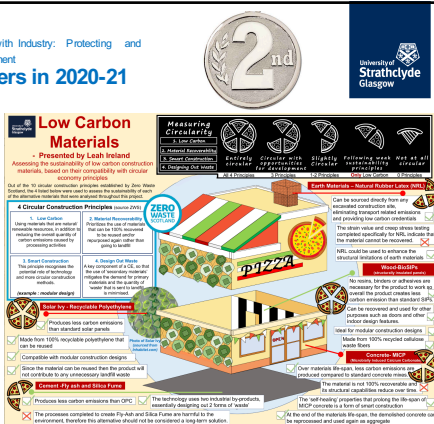 with Industry: Protecting and
ment
ers in 2020-21
2nd
University of
Strathclyde
Glasgow
Low Carbon
Materials
- Presented by Leah Ireland
Assessing the sustainability of low carbon construction
materials, based on their compatibility with circular
economy principles
Out of the 10 circular construction principles established by Zero Waste
Scotland, the 4 listed below were used to assess the sustainability of each
of the alternative materials that were analysed throughout this project.
Measuring
Circularity
1. Low Carbon
2. Material Recoverability
3. Smart Construction
4. Designing Out Waste
Entirely
circular
Circular with
opportunities
for development
Slightly
Circular
Following weak
sustainability
principles
Not at all
circular
All 4 Principles
3 Principles
1-2 Principles
Only Low Carbon
0 Principles
4 Circular Construction Principles (source ZWS)
1. Low Carbon
Using materials that are natural/
renewable resources, in addition to
reducing the overall quantity of
carbon emissions caused by
processing activities
2. Material Recoverability
Prioritise the use of materials
that can be 100% recovered
to be reused and/or
repurposed again rather than
going to landfill
3. Smart Construction
This principle recognises the
potential role of technology
and more circular construction
methods.
(example : modular design)
4. Design Out Waste
A key component of a CE, so that
the use of 'secondary materials'
mitigates the demand for primary
materials and the quantity of
'waste' that is sent to landfill
is minimised
ZERO
WASTE
SCOTLAND
PIZZA
OPEN
Earth Materials – Natural Rubber Latex (NRL)
Can be sourced directly from any
excavated construction site,
eliminating transport related emissions
and providing low carbon credentials
The strain value and creep stress testing
completed specifically for NRL indicate that
the material cannot be recovered.
NRL could be used to enhance the
structural limitations of earth materials
Wood-BioSIPs
(structurally insulated panels)
No resins, binders or adhesives are
necessary for the product to work so
overall the product creates less
carbon emission than standard SIPs
Can be recovered and used for other
purposes such as doors and other
indoor design features.
Ideal for modular construction designs
Made from 100% recycled cellulose
waste fibers
Solar Ivy - Recyclable Polyethylene
Produces less carbon emissions
than standard solar panels
Made from 100% recyclable polyethylene that
can be reused
Compatible with modular construction designs
Since the material can be reused then the product will
not contribute to any unnecessary landfill waste
Photo of Solar Ivy
Concrete- MICP
(Microbially Induced Calcium Carbonate)
Over materials life-span, less carbon emissions are
produced compared to standard concrete mixes
The material is not 100% recoverable and
its structural capabilities reduce over time.
The 'self-healing' properties that prolong the life-span of
MICP concrete is a form of smart construction
At the end of the materials life-span, the demolished concrete can
be reprocessed and used again as aggregate
Cement -Fly ash and Silica Fume
Produces less carbon emissions than OPC
The technology uses two industrial by-products,
essentially designing out 2 forms of 'waste'
The processes completed to create Fly-Ash and Silica Fume are harmful to the
environment, therefore this alternative should not be considered a long-term solution.